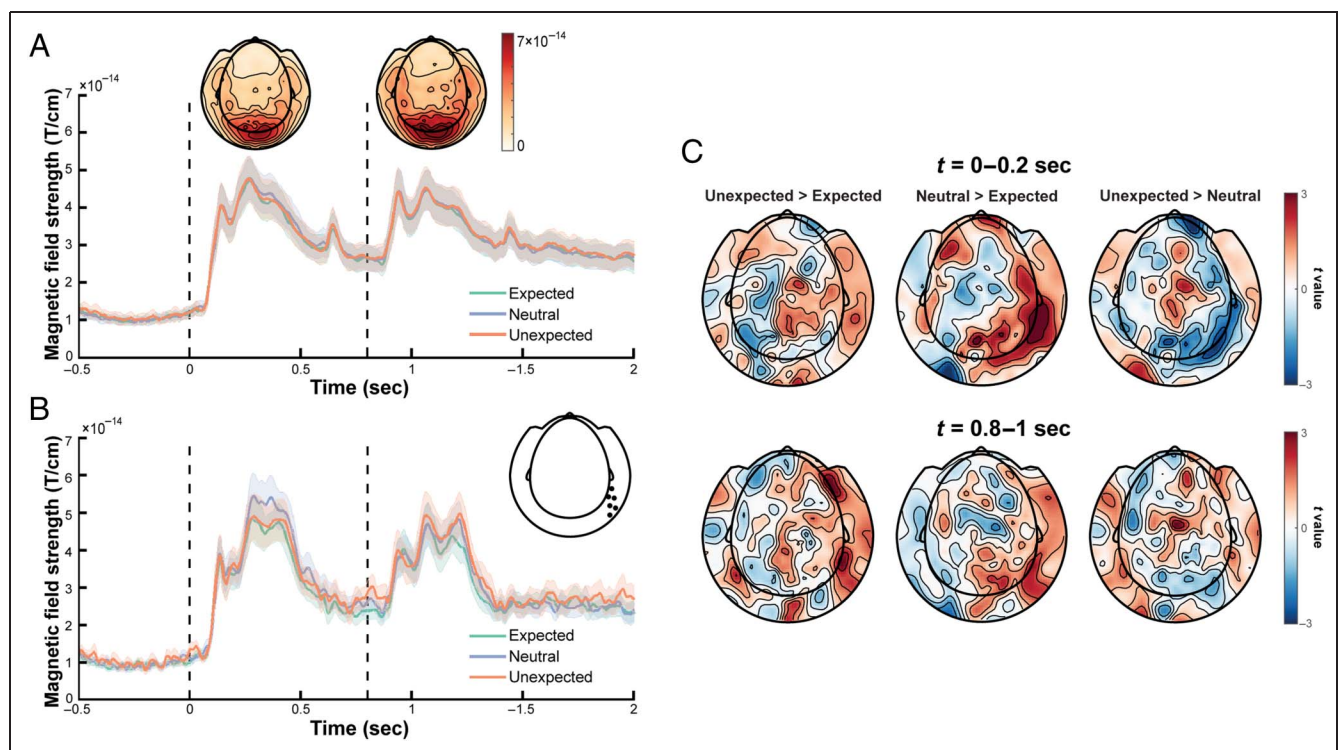 A
7×10⁻¹⁴
0
×10⁻¹⁴
Magnetic field strength (T/cm)
7
6
5
4
3
2
1
0
Expected
Neutral
Unexpected
−0.5 0 0.5 1 −1.5 2
Time (sec)
B
×10⁻¹⁴
Magnetic field strength (T/cm)
7
6
5
4
3
2
1
0
Expected
Neutral
Unexpected
−0.5 0 0.5 1 −1.5 2
Time (sec)
C
t = 0–0.2 sec
Unexpected > Expected Neutral > Expected Unexpected > Neutral
3
0
−3
t value
t = 0.8–1 sec
3
0
−3
t value